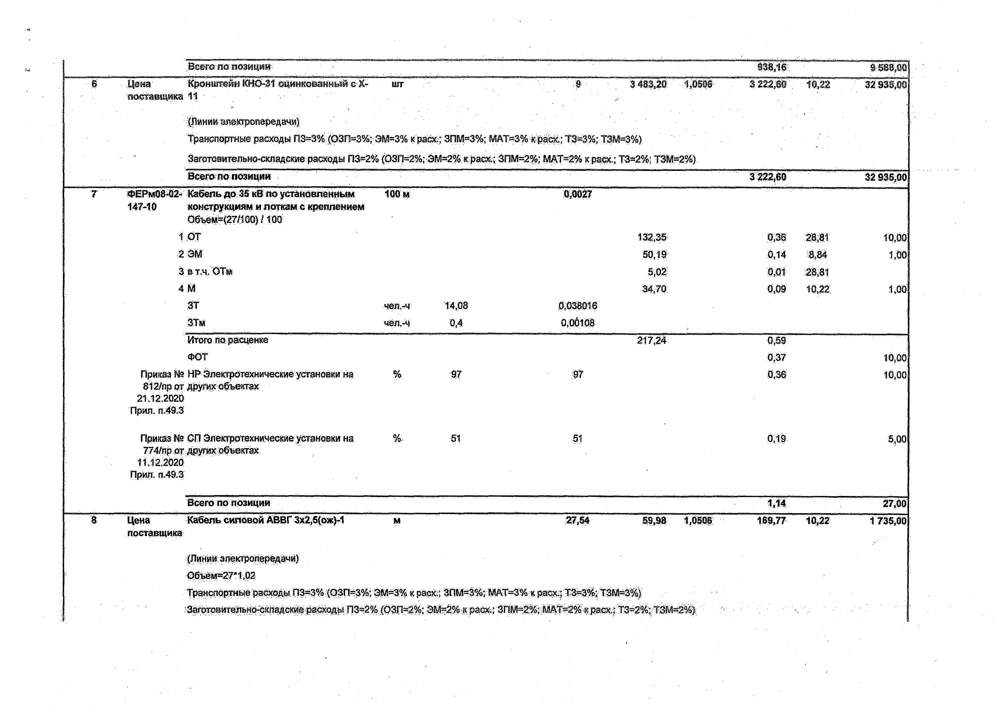 Всего по позиции 938,16 9 588,00
6 Цена Кронштейн КНО-31 оцинкованный с Х- шт 9 3 483,20 1,0506 3 222,60 10,22 32 935,00
поставщика 11
(Линии электропередачи)
Транспортные расходы ПЗ=3% (ОЗП=3%; ЭМ=3% к расх.; ЗПМ=3%; МАТ=3% к расх.; ТЗ=3%; ТЗМ=3%)
Заготовительно-складские расходы ПЗ=2% (ОЗП=2%; ЭМ=2% к расх.; ЗПМ=2%; МАТ=2% к расх.; ТЗ=2%; ТЗМ=2%)
Всего по позиции 3 222,60 32 935,00
7 ФЕРм08-02- Кабель до 35 кВ по установленным 100 м 0,0027
147-10 конструкциям и лоткам с креплением
Объем=(27/100) / 100
1 ОТ 132,35 0,36 28,81 10,00
2 ЭМ 50,19 0,14 8,84 1,00
3 в т.ч. ОТм 5,02 0,01 28,81
4 М 34,70 0,09 10,22 1,00
ЗТ чел.-ч 14,08 0,038016
ЗТм чел.-ч 0,4 0,00108
Итого по расценке 217,24 0,59
ФОТ 0,37 10,00
Приказ № НР Электротехнические установки на % 97 97 0,36 10,00
812/пр от других объектах
21.12.2020
Прил. п.49.3
Приказ № СП Электротехнические установки на % 51 51 0,19 5,00
774/пр от других объектах
11.12.2020
Прил. п.49.3
Всего по позиции 1,14 27,00
8 Цена Кабель силовой АВВГ 3х2,5(ож)-1 м 27,54 59,98 1,0506 169,77 10,22 1 735,00
поставщика
(Линии электропередачи)
Объем=27*1,02
Транспортные расходы ПЗ=3% (ОЗП=3%; ЭМ=3% к расх.; ЗПМ=3%; МАТ=3% к расх.; ТЗ=3%; ТЗМ=3%)
Заготовительно-складские расходы ПЗ=2% (ОЗП=2%; ЭМ=2% к расх.; ЗПМ=2%; МАТ=2% к расх.; ТЗ=2%; ТЗМ=2%)